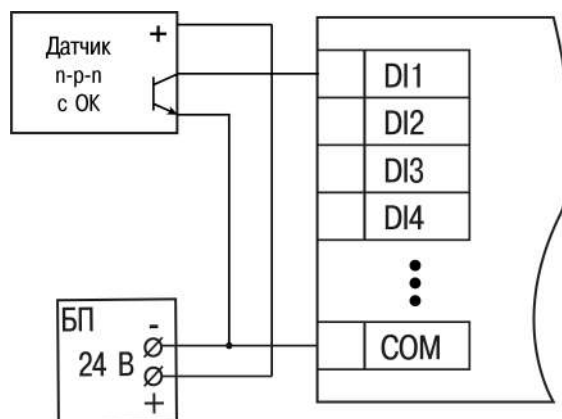 Датчик
n-p-n
с ОК
+
DI1
DI2
DI3
DI4
COM
БП
24 В
-
+